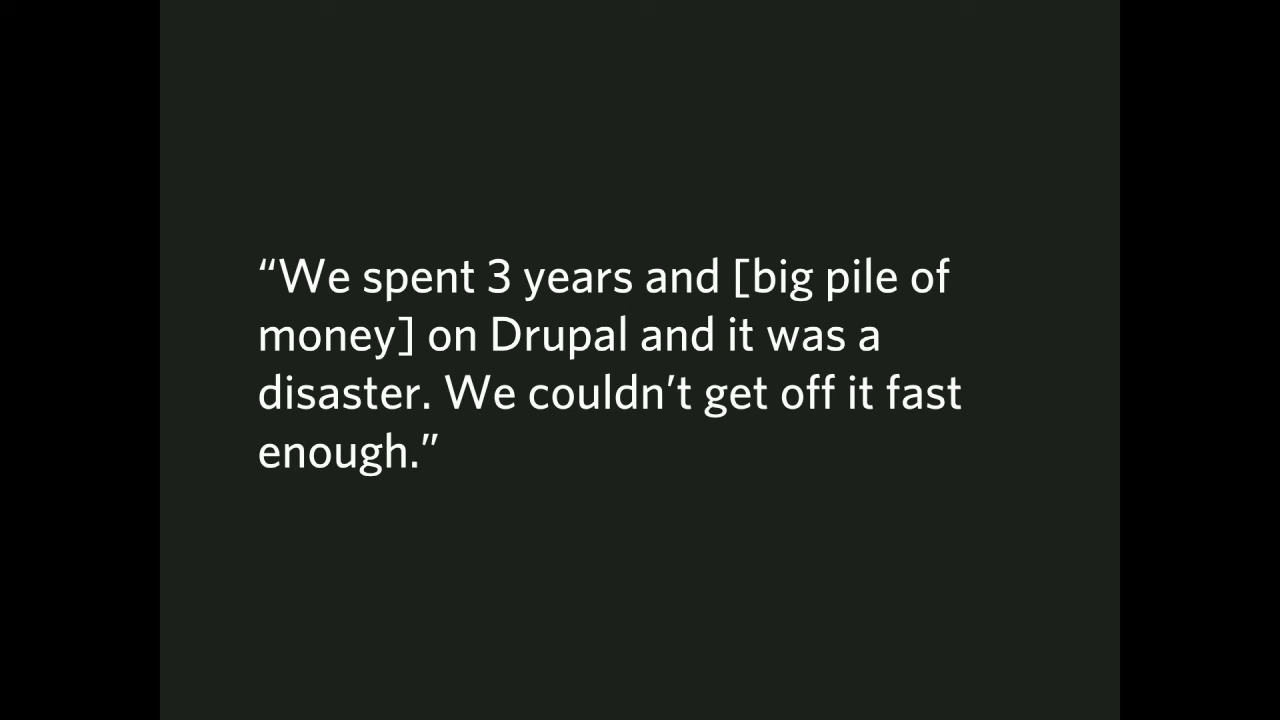 “We spent 3 years and [big pile of
money] on Drupal and it was a
disaster. We couldn’t get off it fast
enough.”